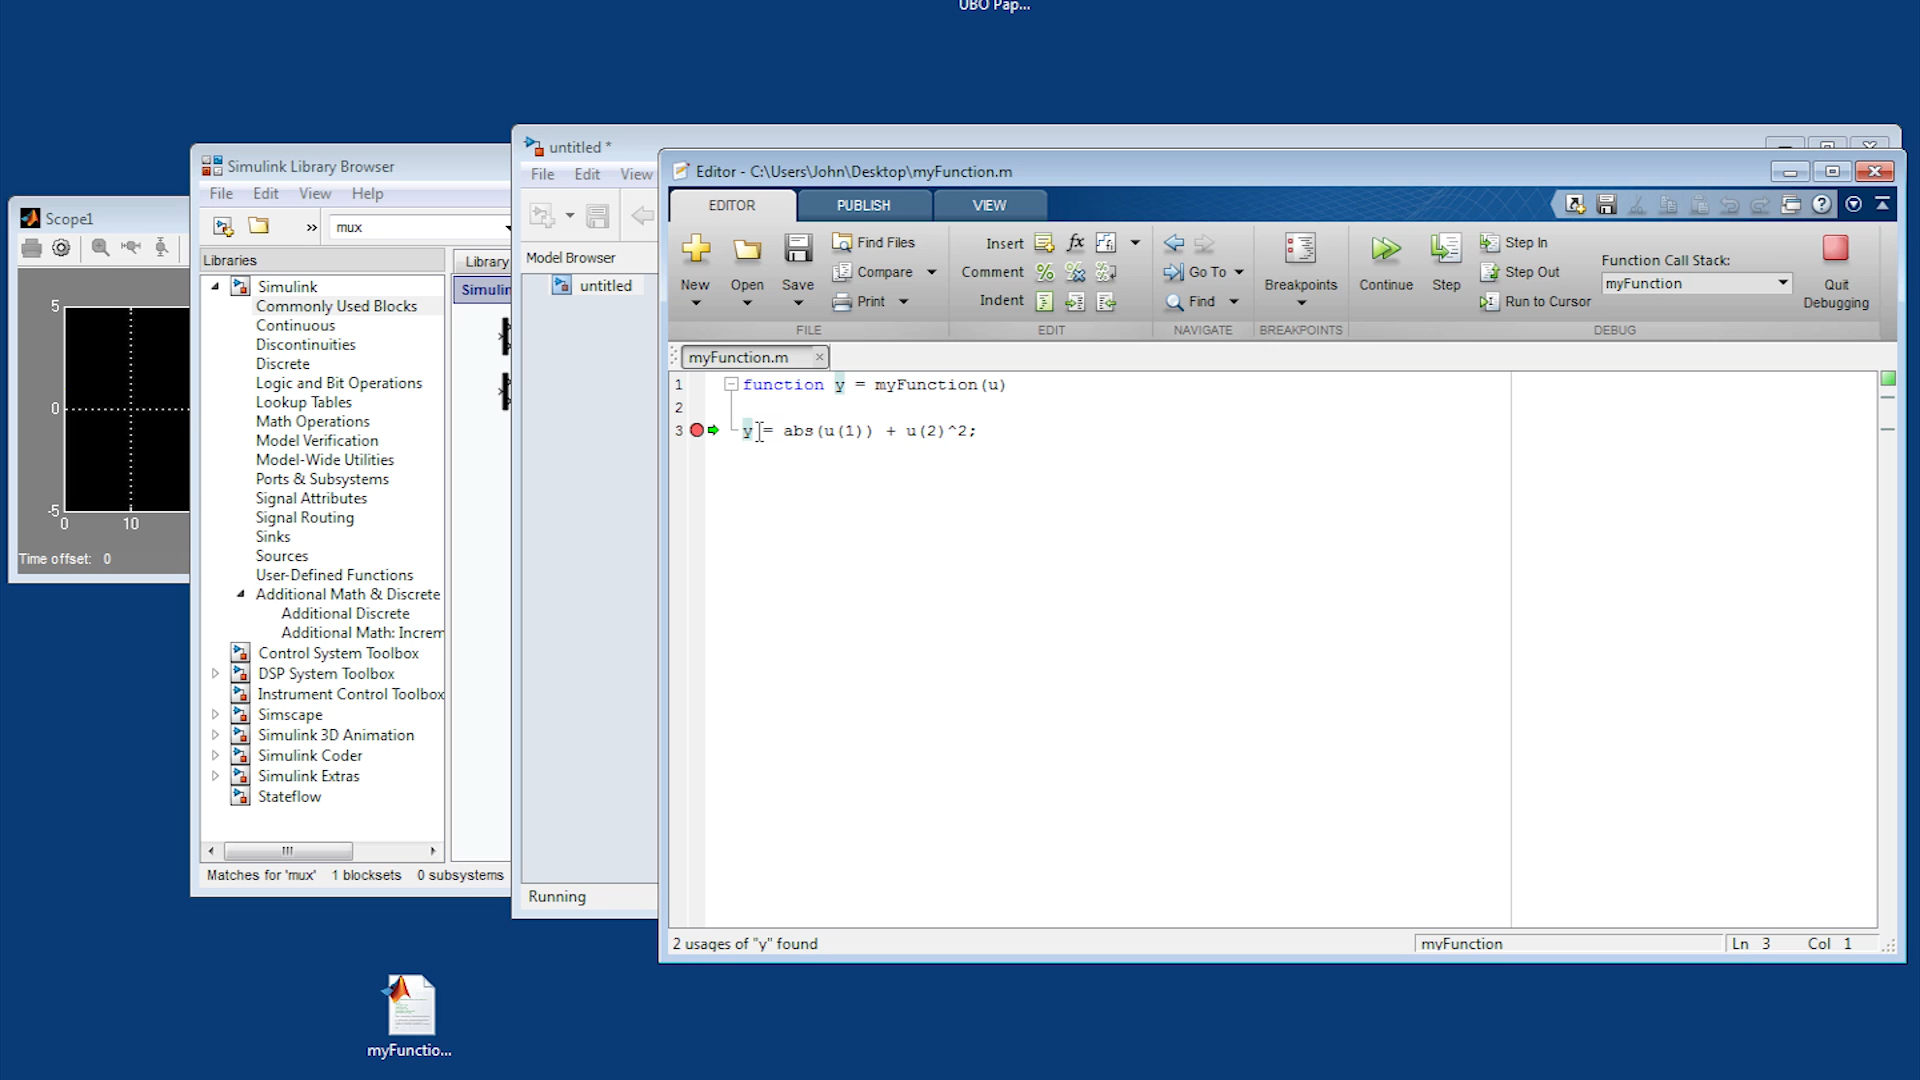 UBO Pap...
Scope1
5
0
-5
0
10
Time offset: 0
Simulink Library Browser
File Edit View Help
» mux
Libraries
Simulink
Commonly Used Blocks
Continuous
Discontinuities
Discrete
Logic and Bit Operations
Lookup Tables
Math Operations
Model Verification
Model-Wide Utilities
Ports & Subsystems
Signal Attributes
Signal Routing
Sinks
Sources
User-Defined Functions
Additional Math & Discrete
Additional Discrete
Additional Math: Increm
Control System Toolbox
DSP System Toolbox
Instrument Control Toolbox
Simscape
Simulink 3D Animation
Simulink Coder
Simulink Extras
Stateflow
Library
Simulin
Matches for 'mux' 1 blocksets 0 subsystems
untitled *
File Edit View
Model Browser
untitled
Running
Editor - C:\Users\John\Desktop\myFunction.m
EDITOR PUBLISH VIEW
New
Open
Save
Find Files
Compare
Print
FILE
Insert fx
Comment
Indent
EDIT
Go To
Find
NAVIGATE
Breakpoints
BREAKPOINTS
Continue
Step
Step In
Step Out
Run to Cursor
Function Call Stack:
myFunction
Quit
Debugging
DEBUG
myFunction.m
1 function y = myFunction(u)
2
3 y = abs(u(1)) + u(2)^2;
2 usages of "y" found
myFunction
Ln 3 Col 1
myFunctio...